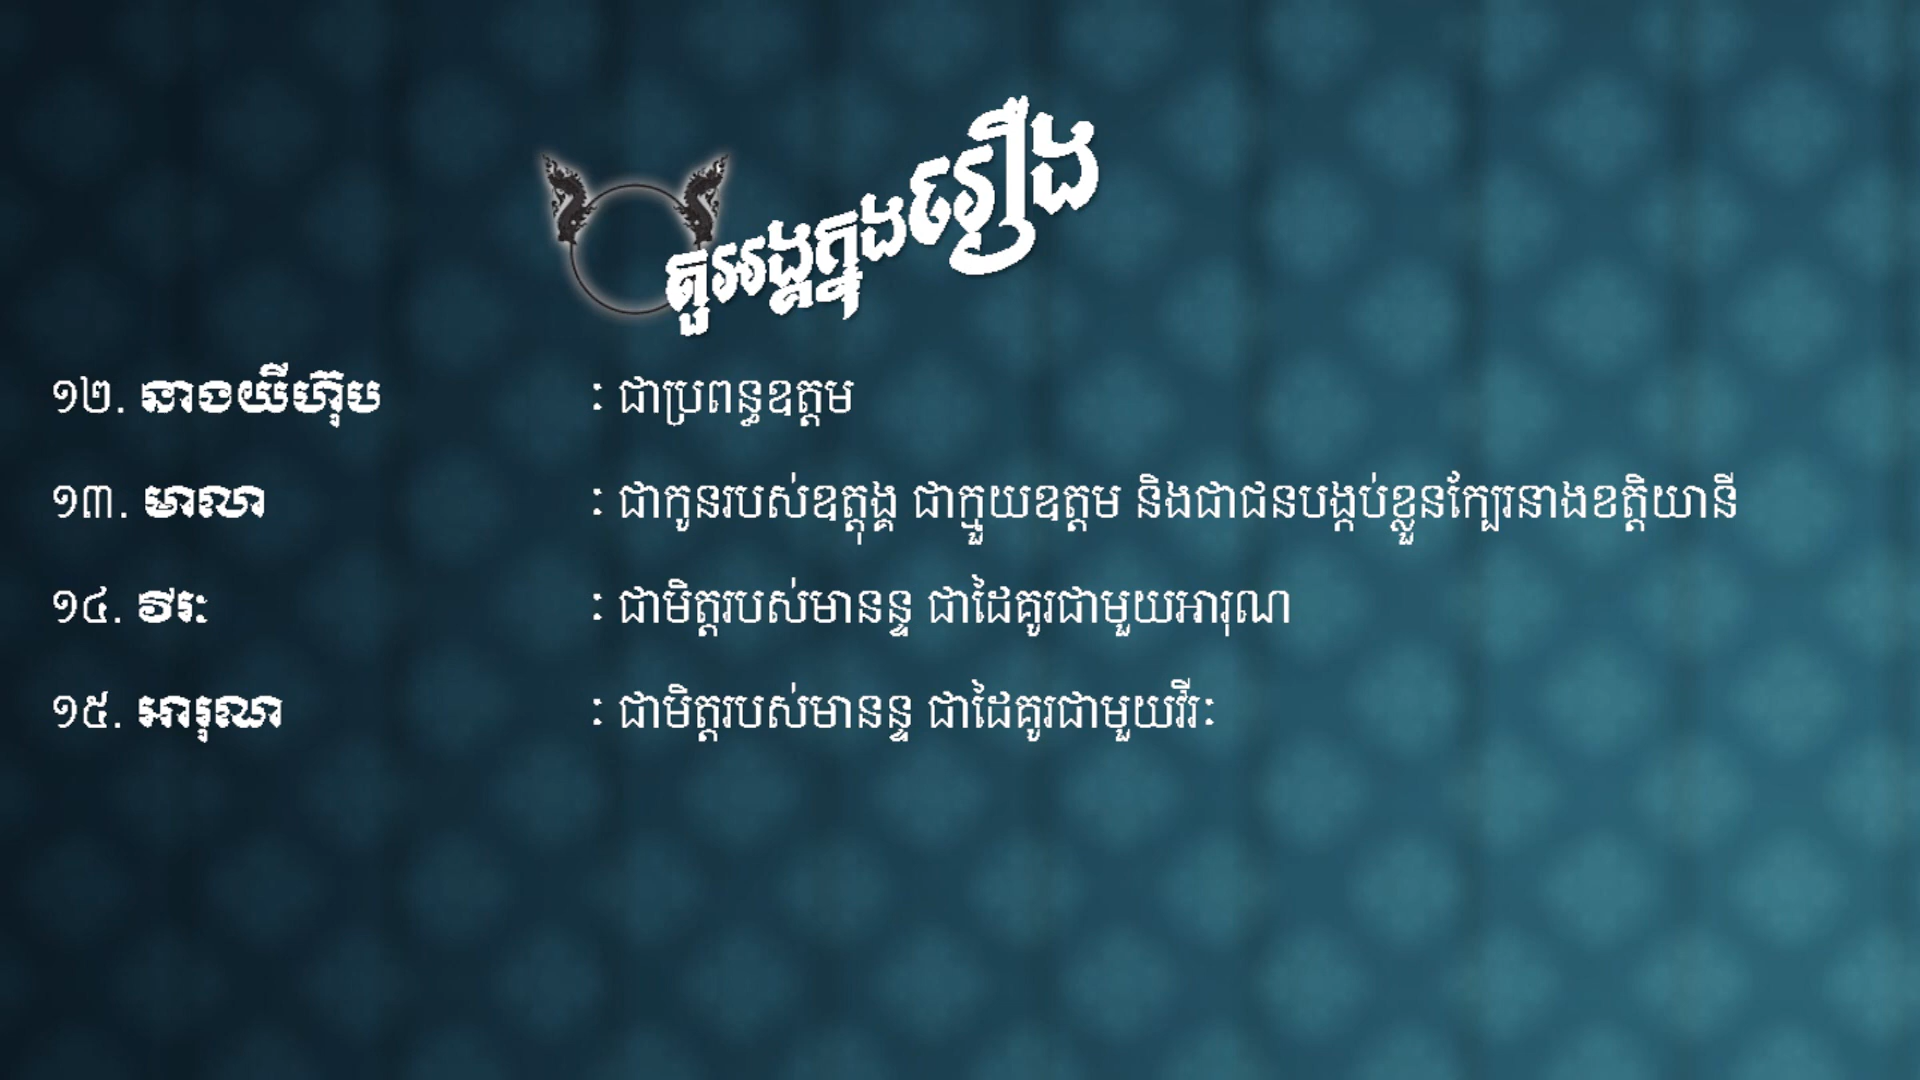 តួអង្គក្នុងរឿង
១២. នាងយីហ៊ុប : ជាប្រពន្ធឧត្តម
១៣. មាលា : ជាកូនរបស់ឧត្តុង្គ ជាក្មួយឧត្តម និងជាជនបង្កប់ខ្លួនក្បែរនាងខត្តិយានី
១៤. វីរៈ : ជាមិត្តរបស់មានន្ទ ជាដៃគូរជាមួយអារុណ
១៥. អារុណ : ជាមិត្តរបស់មានន្ទ ជាដៃគូរជាមួយវីរៈ